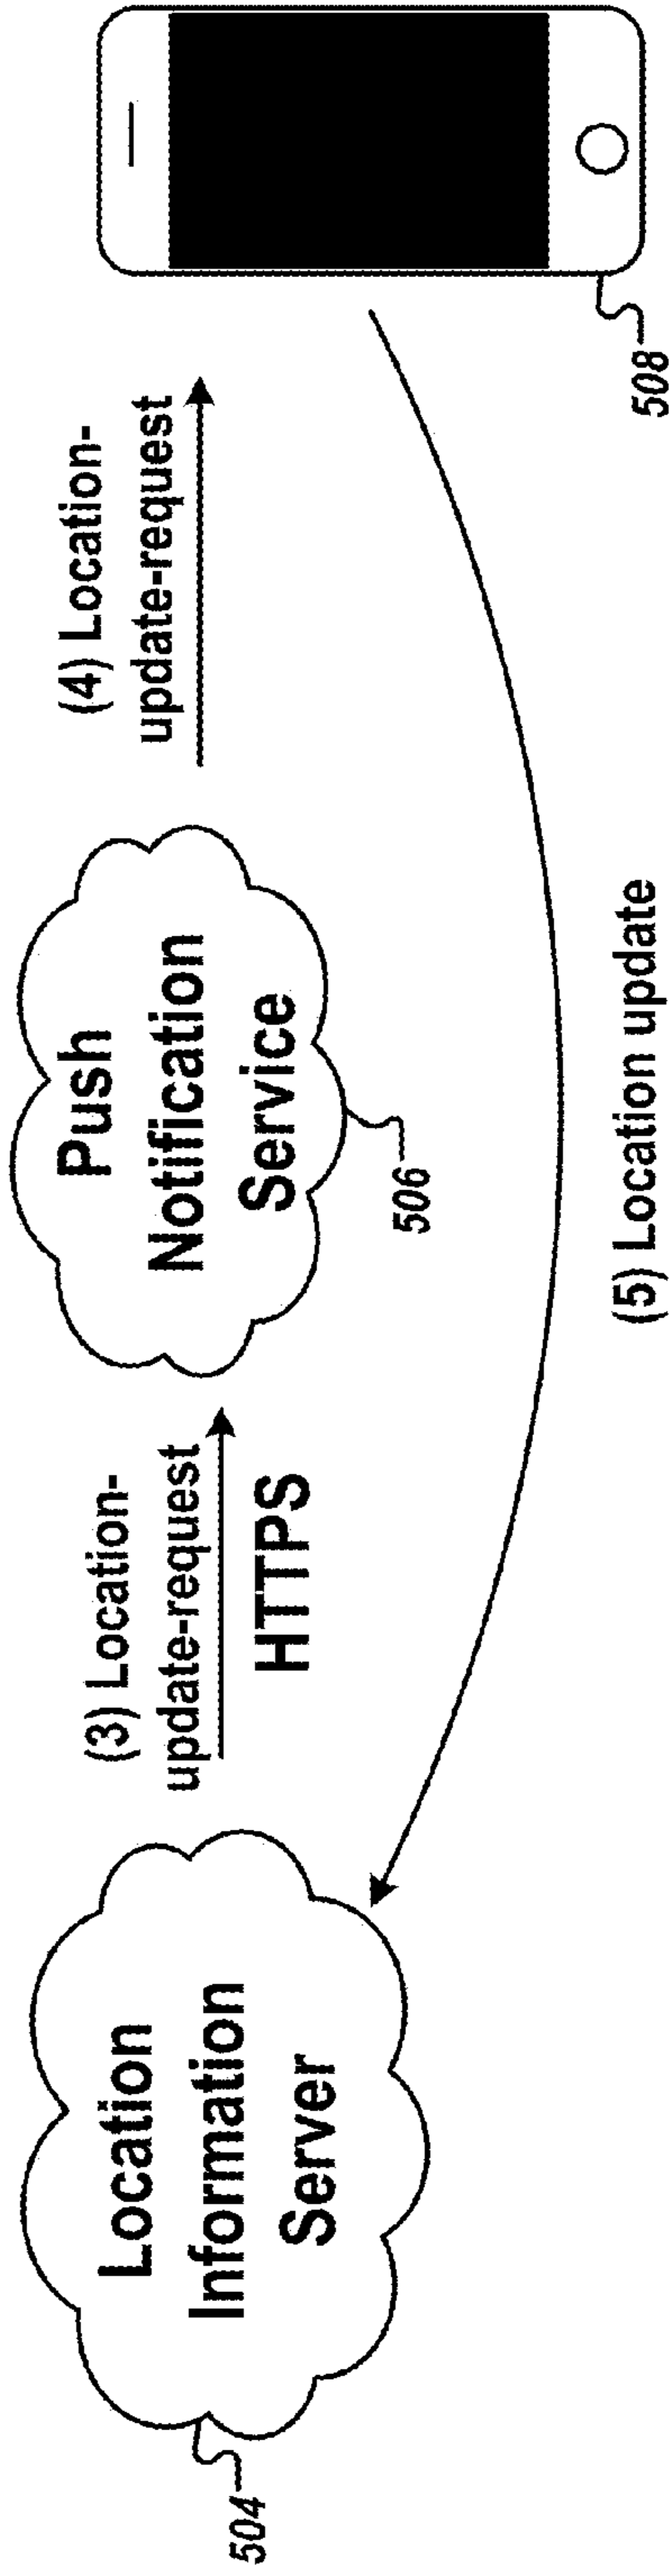 (3) Location-
update-request
HTTPS
(4) Location-
update-request
Location
Information
Server
504
Push
Notification
Service
506
508
(5) Location update